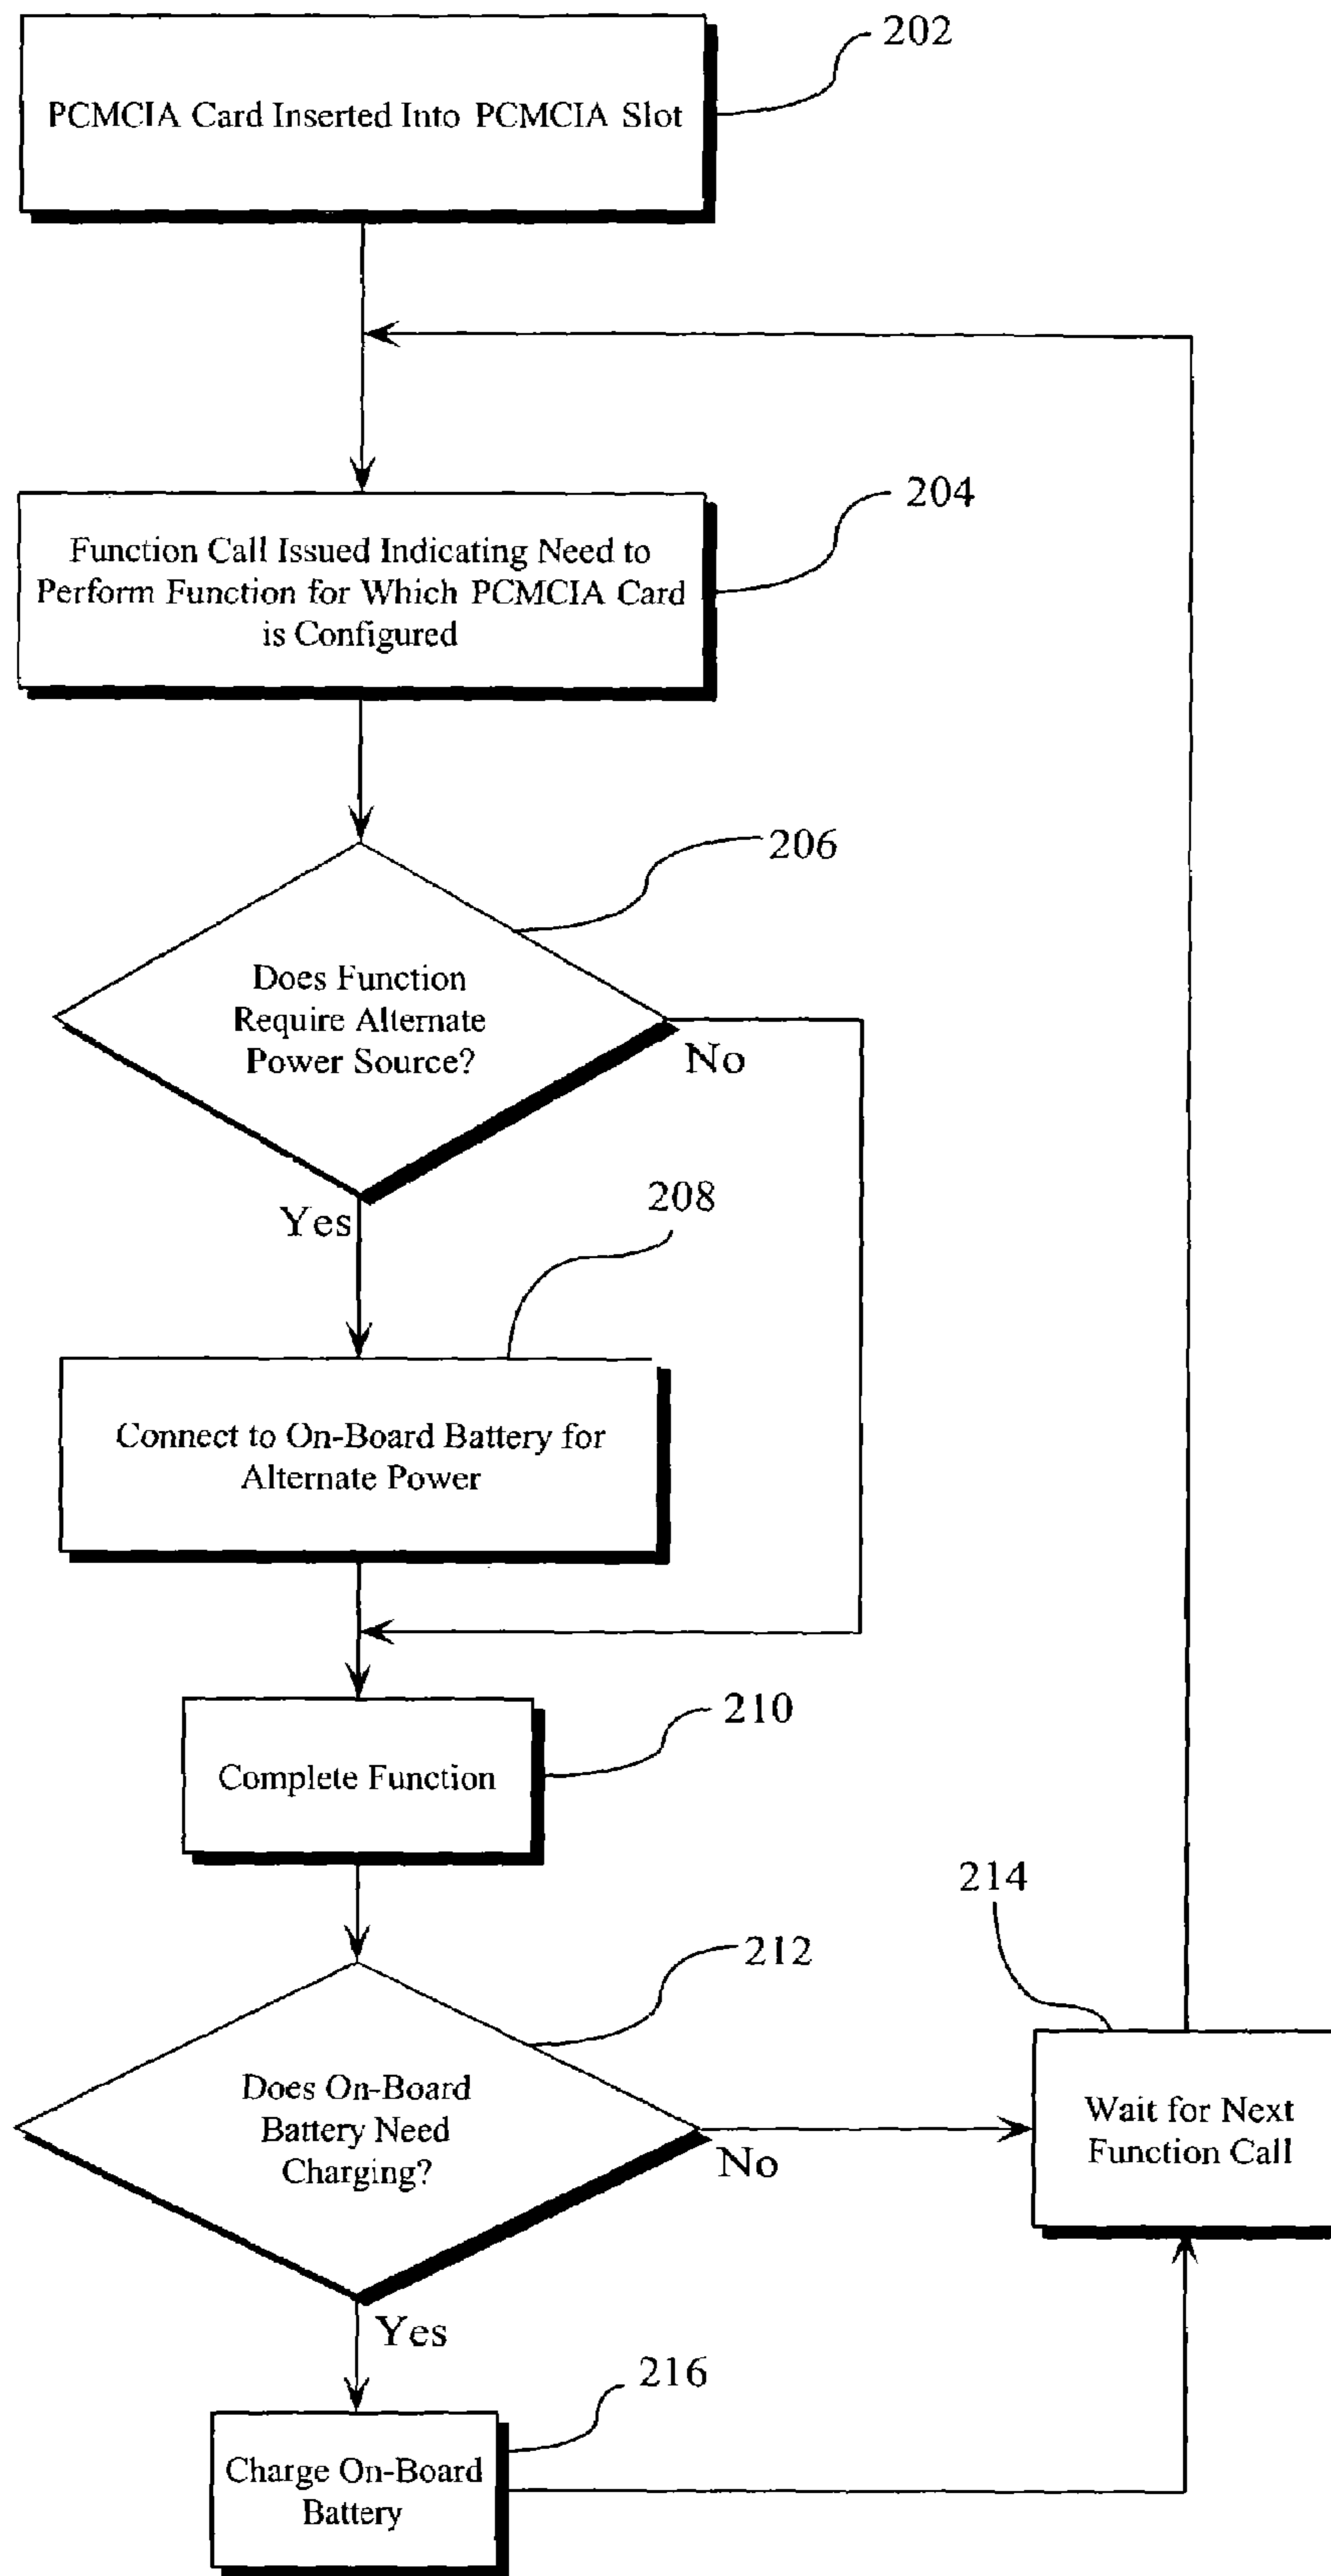 202
PCMCIA Card Inserted Into PCMCIA Slot
204
Function Call Issued Indicating Need to
Perform Function for Which PCMCIA Card
is Configured
206
Does Function
Require Alternate
Power Source?
No
Yes
208
Connect to On-Board Battery for
Alternate Power
210
Complete Function
212
Does On-Board
Battery Need
Charging?
No
214
Wait for Next
Function Call
Yes
216
Charge On-Board
Battery